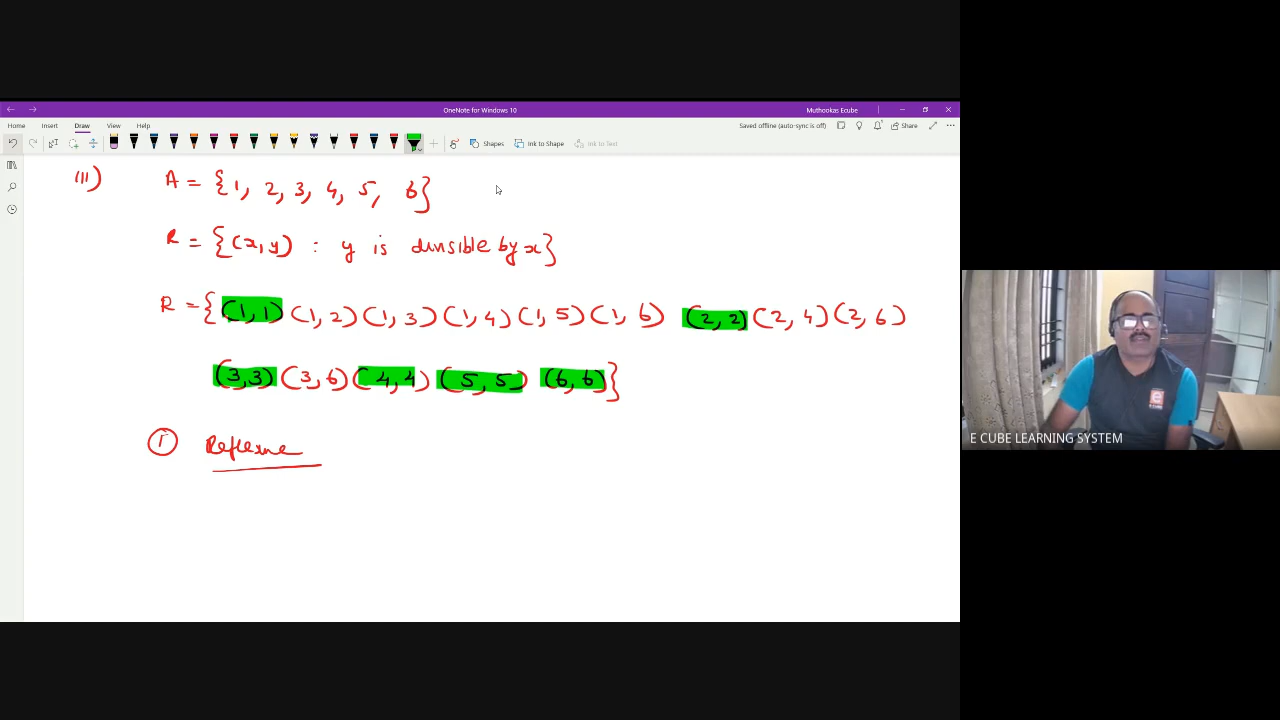 OneNote for Windows 10
Muthookas Ecube
Home Insert Draw View Help
Saved offline (auto-sync is off)
Share
Shapes
Ink to Shape
Ink to Text
III) A = {1, 2, 3, 4, 5, 6}
R = {(x,y) : y is divisible by x}
R = {(1,1) (1,2) (1,3) (1,4) (1,5) (1,6) (2,2) (2,4) (2,6)
(3,3) (3,6) (4,4) (5,5) (6,6)}
① Reflexive
E CUBE LEARNING SYSTEM
E CUBE